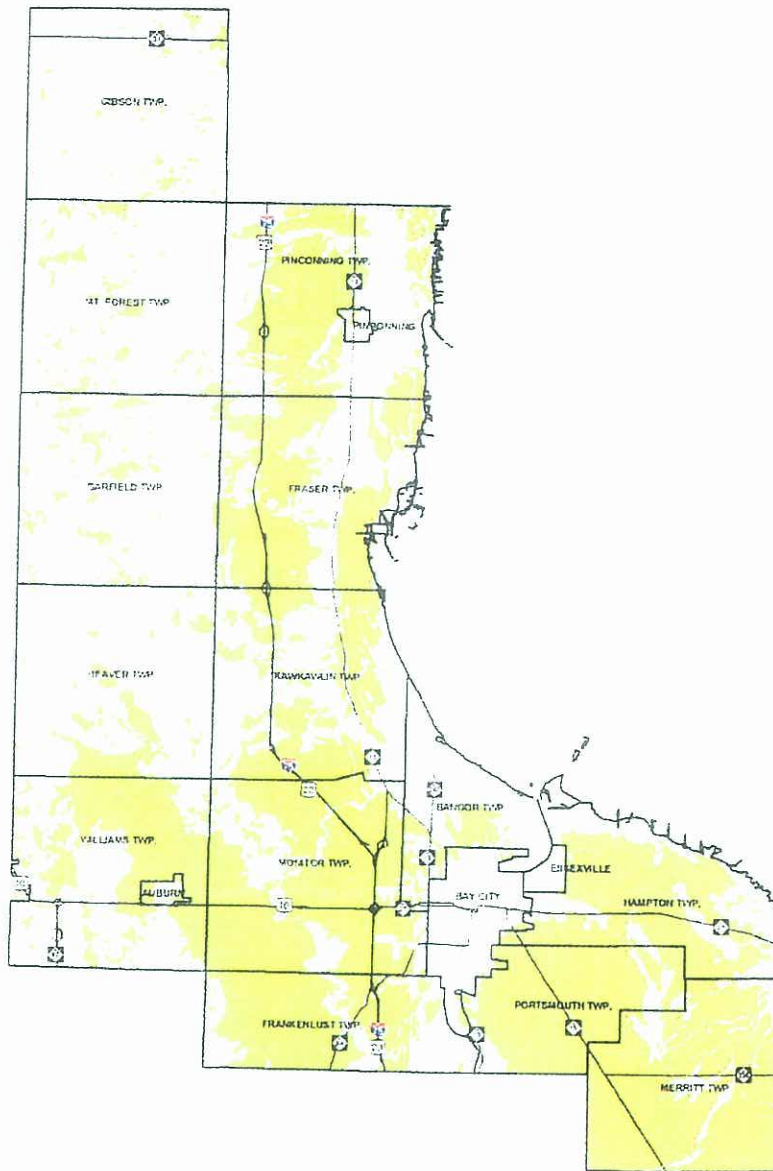 GIBSON TWP.
PINCONNING TWP.
MT. FOREST TWP
PINCONNING
GARFIELD TWP.
FRASER TWP.
BEAVER TWP.
KAWKAWLIN TWP.
BANGOR TWP
WILLIAMS TWP.
MONITOR TWP.
ESSEXVILLE
AUBURN
BAY CITY
HAMPTON TWP.
10
PORTSMOUTH TWP.
FRANKENLUST TWP.
MERRITT TWP